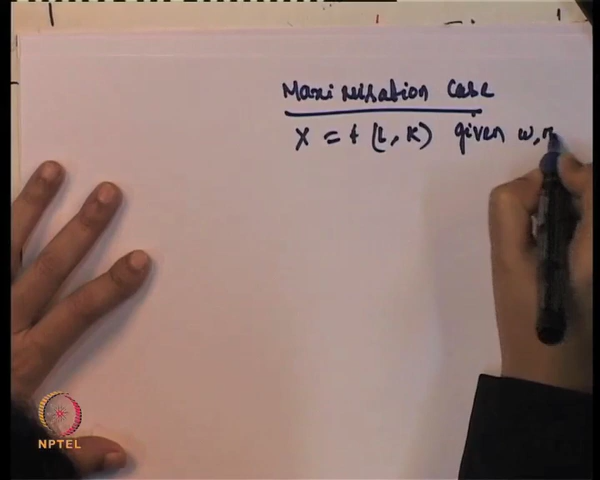 Maximisation Case
X = f (L, K) given w, r
NPTEL